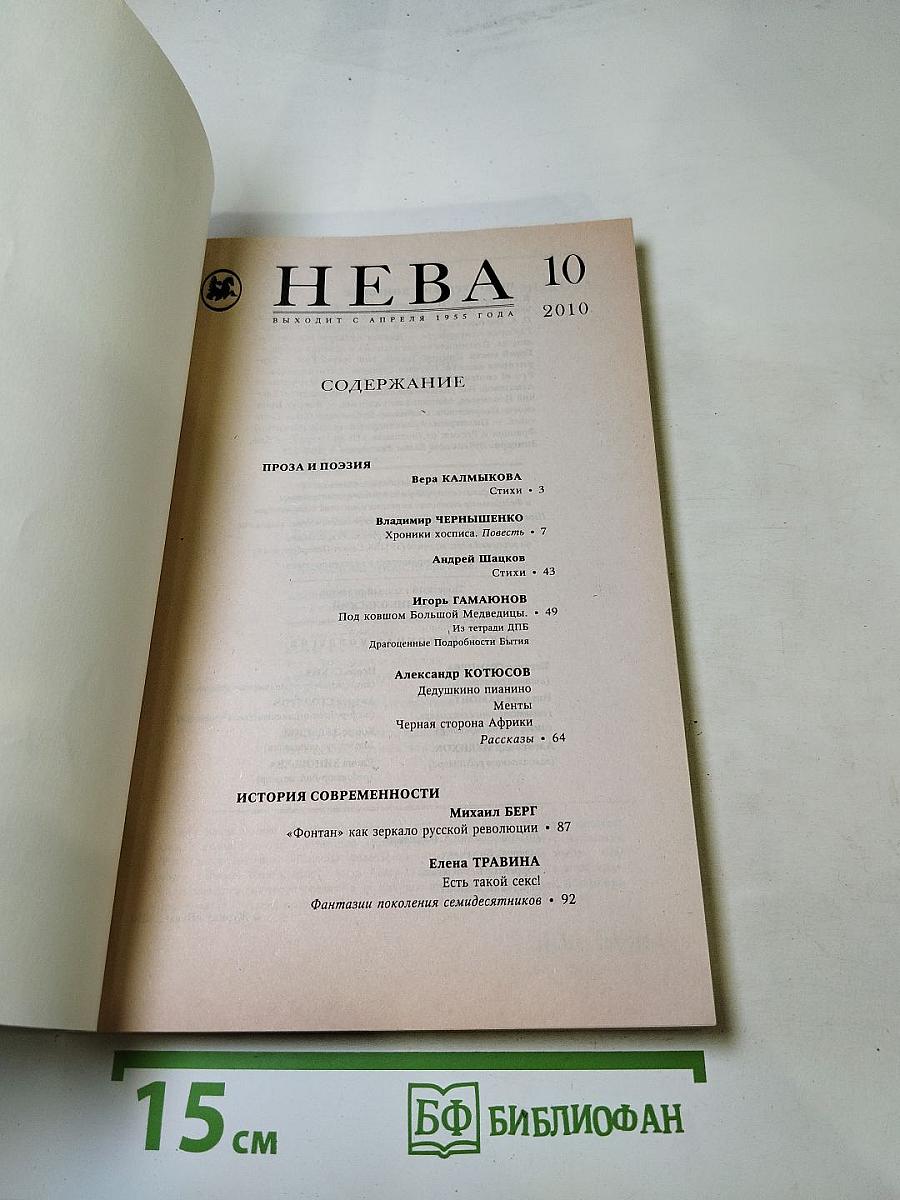 НЕВА 10
ВЫХОДИТ С АПРЕЛЯ 1955 ГОДА 2010
СОДЕРЖАНИЕ
ПРОЗА И ПОЭЗИЯ
Вера КАЛМЫКОВА
Стихи • 3
Владимир ЧЕРНЫШЕНКО
Хроники хосписа. Повесть • 7
Андрей Шацков
Стихи • 43
Игорь ГАМАЮНОВ
Под ковшом Большой Медведицы. • 49
Из тетради ДПБ
Драгоценные Подробности Бытия
Александр КОТЮСОВ
Дедушкино пианино
Менты
Черная сторона Африки
Рассказы • 64
ИСТОРИЯ СОВРЕМЕННОСТИ
Михаил БЕРГ
«Фонтан» как зеркало русской революции • 87
Елена ТРАВИНА
Есть такой секс!
Фантазии поколения семидесятников • 92
15 см
БФ БИБЛИОФАН